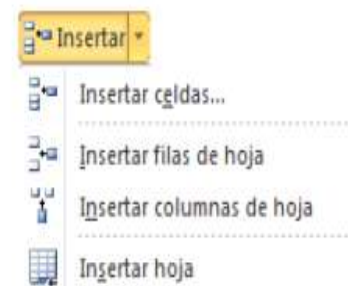 Insertar
Insertar celdas...
Insertar filas de hoja
Insertar columnas de hoja
Insertar hoja